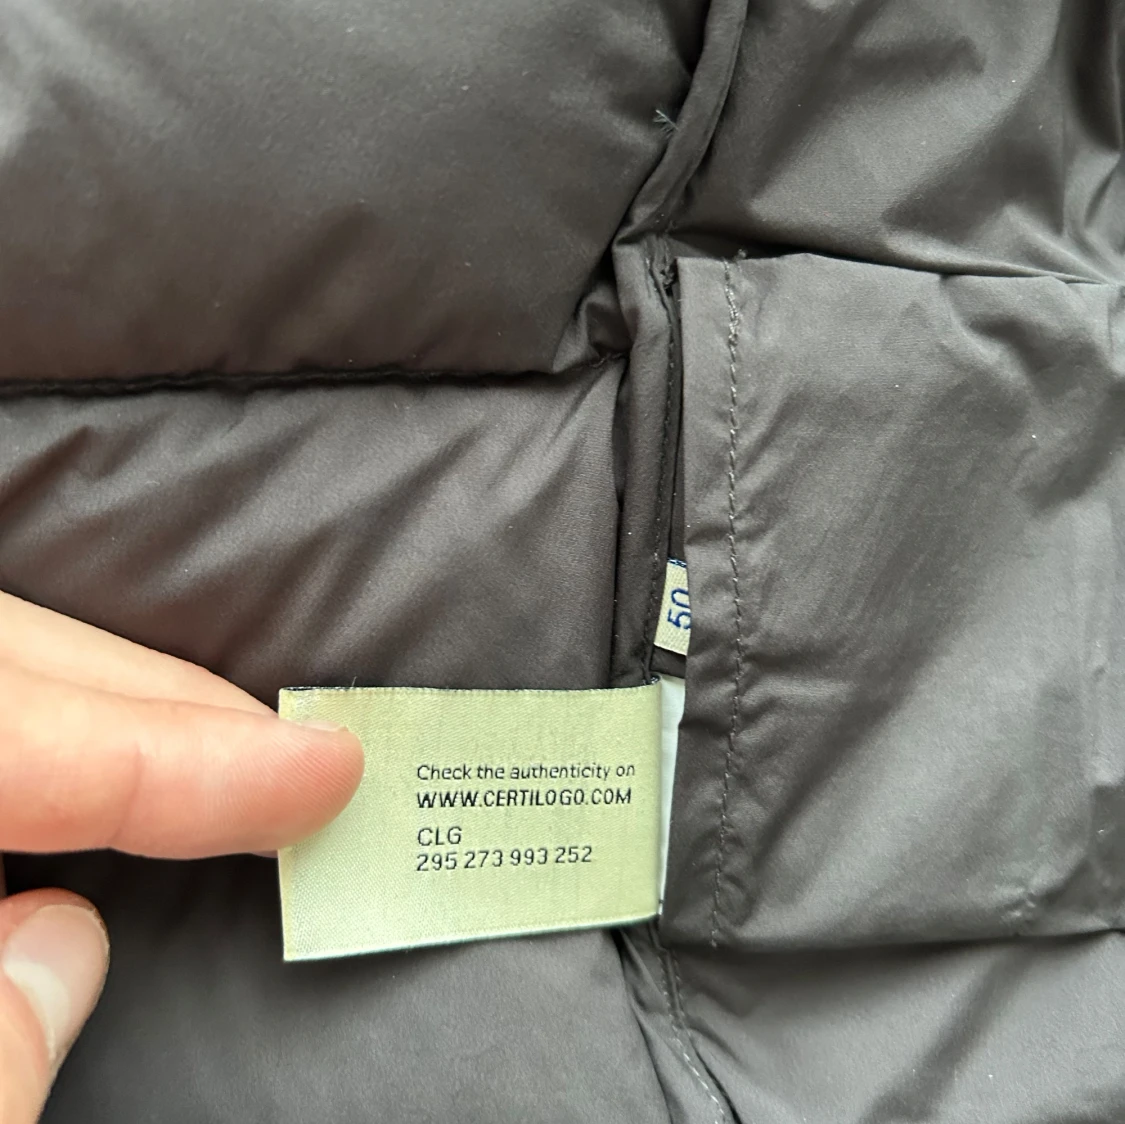 50
Check the authenticity on
WWW.CERTILOGO.COM
CLG
295 273 993 252